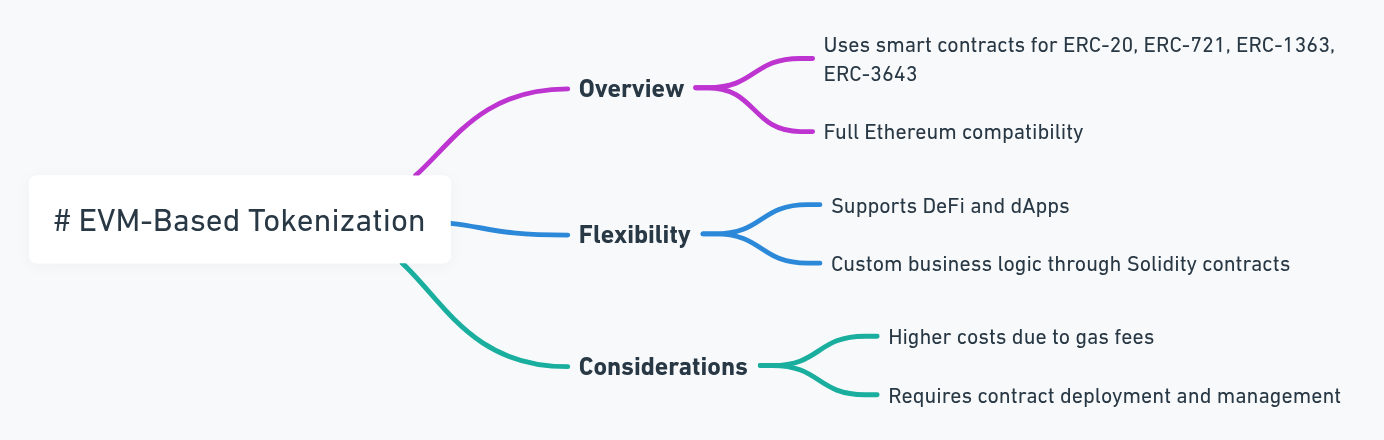 # EVM-Based Tokenization
Overview
Uses smart contracts for ERC-20, ERC-721, ERC-1363,
ERC-3643
Full Ethereum compatibility
Flexibility
Supports DeFi and dApps
Custom business logic through Solidity contracts
Considerations
Higher costs due to gas fees
Requires contract deployment and management